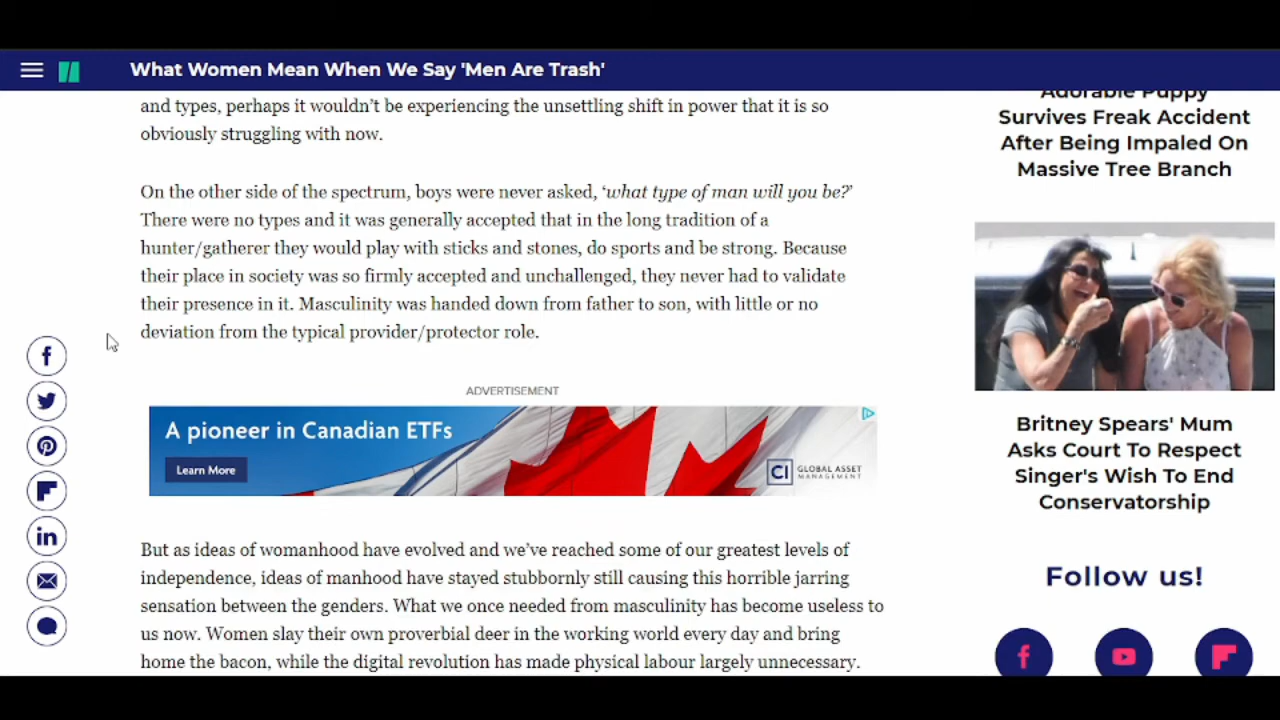 What Women Mean When We Say 'Men Are Trash'
and types, perhaps it wouldn't be experiencing the unsettling shift in power that it is so
obviously struggling with now.
On the other side of the spectrum, boys were never asked, 'what type of man will you be?'
There were no types and it was generally accepted that in the long tradition of a
hunter/gatherer they would play with sticks and stones, do sports and be strong. Because
their place in society was so firmly accepted and unchallenged, they never had to validate
their presence in it. Masculinity was handed down from father to son, with little or no
deviation from the typical provider/protector role.
ADVERTISEMENT
A pioneer in Canadian ETFs
Learn More
CI GLOBAL ASSET
MANAGEMENT
But as ideas of womanhood have evolved and we've reached some of our greatest levels of
independence, ideas of manhood have stayed stubbornly still causing this horrible jarring
sensation between the genders. What we once needed from masculinity has become useless to
us now. Women slay their own proverbial deer in the working world every day and bring
home the bacon, while the digital revolution has made physical labour largely unnecessary.
Adorable Puppy
Survives Freak Accident
After Being Impaled On
Massive Tree Branch
Britney Spears' Mum
Asks Court To Respect
Singer's Wish To End
Conservatorship
Follow us!